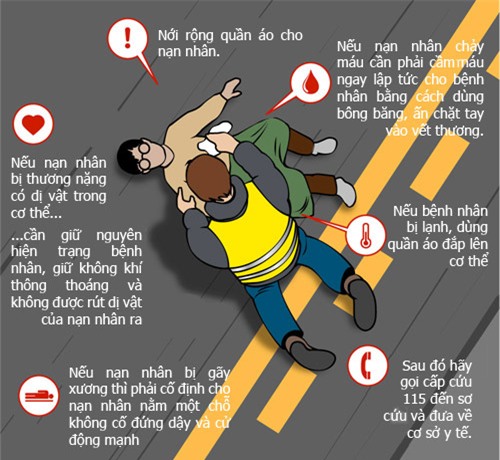 Nới rộng quần áo cho
nạn nhân.
Nếu nạn nhân chảy
máu cần phải cầm máu
ngay lập tức cho bệnh
nhân bằng cách dùng
bông băng, ấn chặt tay
vào vết thương.
Nếu nạn nhân
bị thương nặng
có dị vật trong
cơ thể...
...cần giữ nguyên
hiện trạng bệnh
nhân, giữ không khí
thông thoáng và
không được rút dị vật
của nạn nhân ra
Nếu bệnh nhân
bị lạnh, dùng
quần áo đắp lên
cơ thể
Nếu nạn nhân bị gãy
xương thì phải cố định cho
nạn nhân nằm một chỗ
không cố đứng dậy và cử
động mạnh
Sau đó hãy
gọi cấp cứu
115 đến sơ
cứu và đưa về
cơ sở y tế.